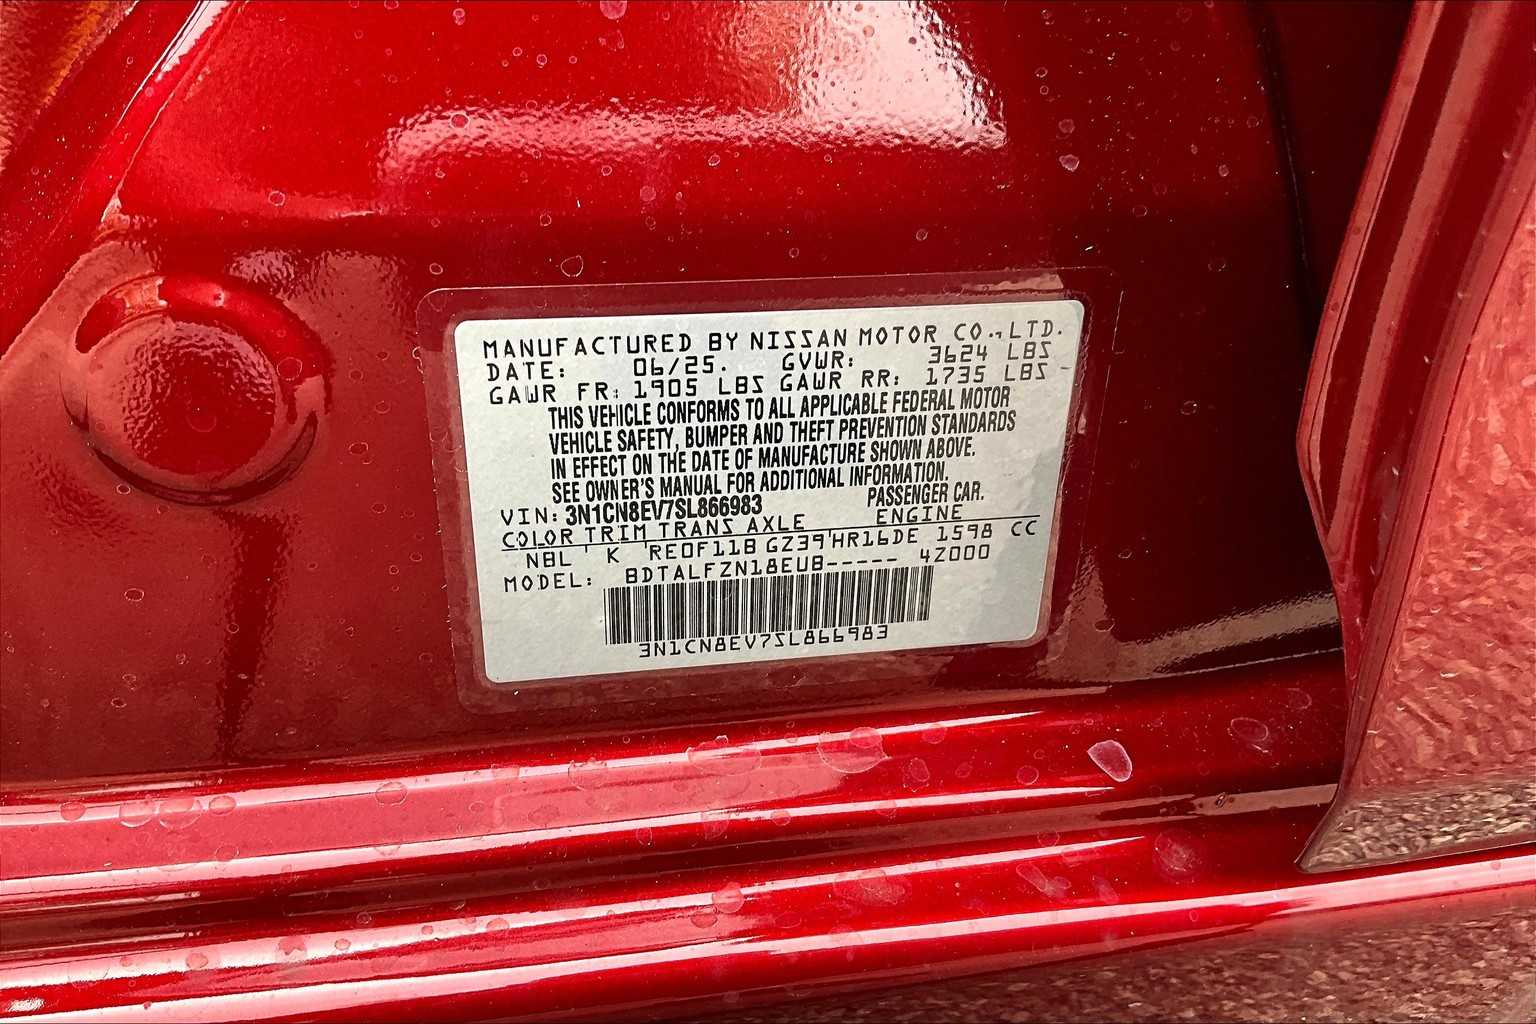 MANUFACTURED BY NISSAN MOTOR CO., LTD.
DATE: 06/25. GVWR: 3624 LBS
GAWR FR: 1905 LBS GAWR RR: 1735 LBS
THIS VEHICLE CONFORMS TO ALL APPLICABLE FEDERAL MOTOR
VEHICLE SAFETY, BUMPER AND THEFT PREVENTION STANDARDS
IN EFFECT ON THE DATE OF MANUFACTURE SHOWN ABOVE.
SEE OWNER'S MANUAL FOR ADDITIONAL INFORMATION.
VIN: 3N1CN8EV7SL866983 PASSENGER CAR.
COLOR TRIM TRANS AXLE ENGINE
NBL K RE0F11B GZ39 HR16DE 1598 CC
MODEL: BDTALFZN18EUB----- 4Z000
3N1CN8EV7SL866983